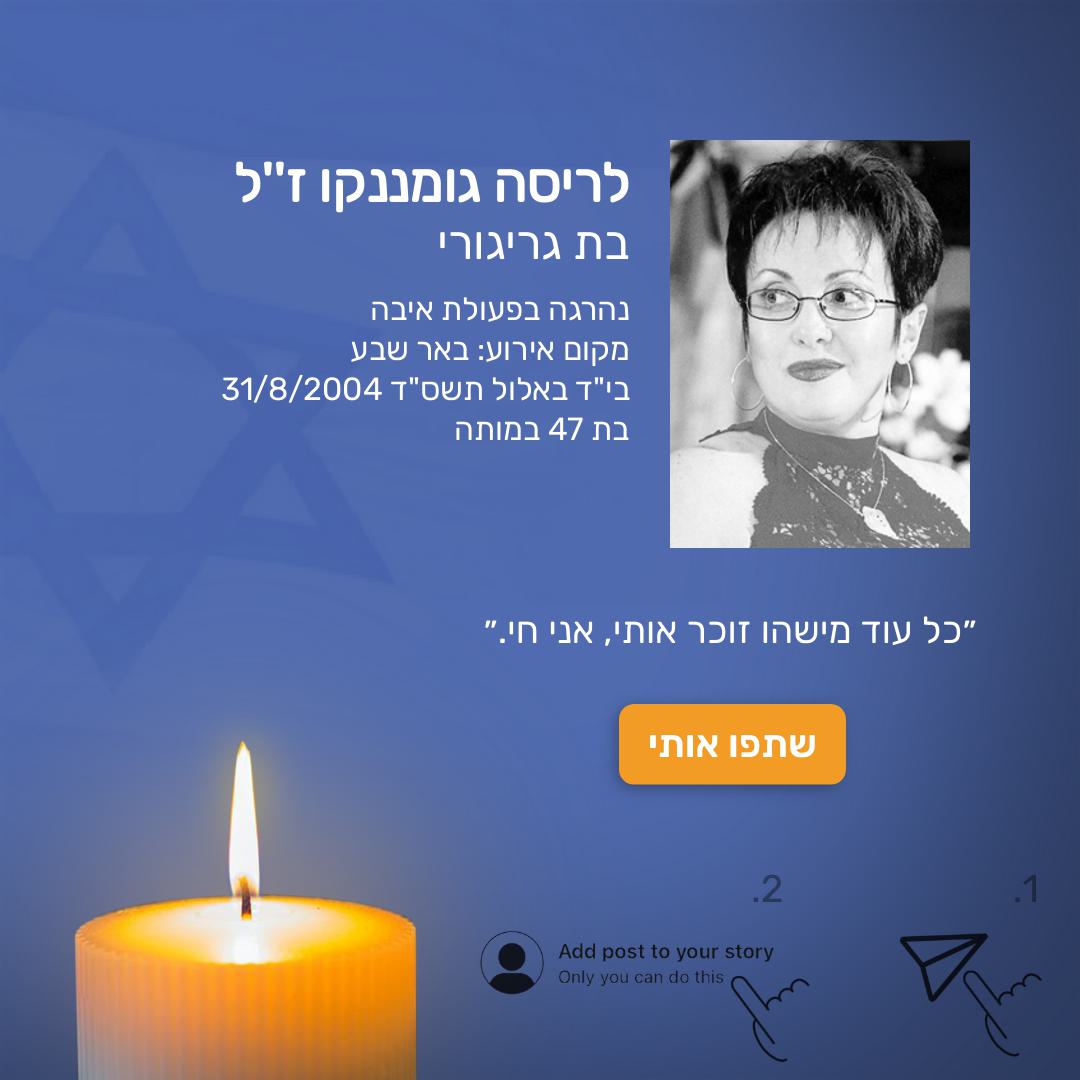 לריסה גומננקו ז"ל
בת גריגורי
נהרגה בפעולת איבה
מקום אירוע: באר שבע
בי"ד באלול תשס"ד 31/8/2004
בת 47 במותה
״כל עוד מישהו זוכר אותי, אני חי.״
שתפו אותי
1.
2.
Add post to your story
Only you can do this